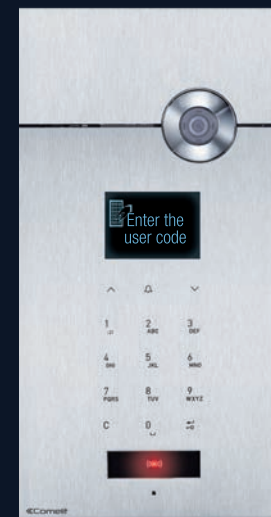 Enter the
user code
1
2 ABC
3 DEF
4 GHI
5 JKL
6 MNO
7 PQRS
8 TUV
9 WXYZ
C
0
Comelit